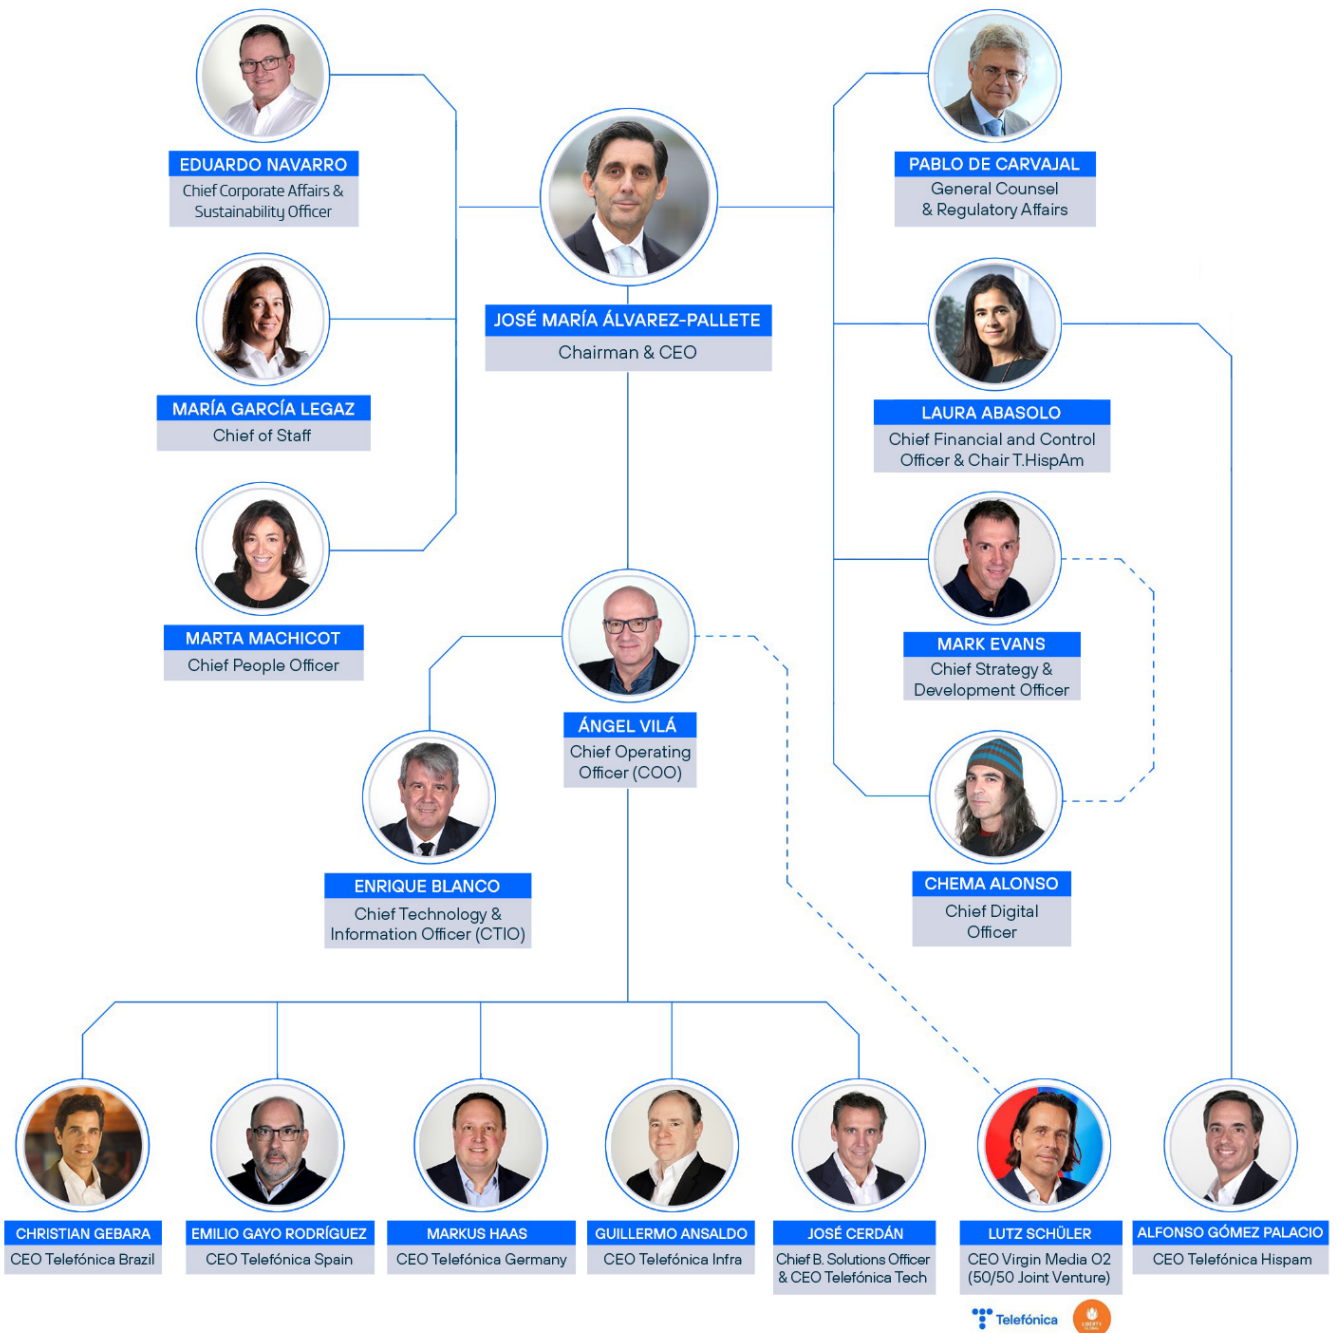 EDUARDO NAVARRO
Chief Corporate Affairs &
Sustainability Officer
PABLO DE CARVAJAL
General Counsel
& Regulatory Affairs
JOSÉ MARÍA ÁLVAREZ-PALLETE
Chairman & CEO
MARÍA GARCÍA LEGAZ
Chief of Staff
LAURA ABASOLO
Chief Financial and Control
Officer & Chair T.HispAm
MARTA MACHICOT
Chief People Officer
MARK EVANS
Chief Strategy &
Development Officer
ÁNGEL VILÁ
Chief Operating
Officer (COO)
ENRIQUE BLANCO
Chief Technology &
Information Officer (CTIO)
CHEMA ALONSO
Chief Digital
Officer
CHRISTIAN GEBARA
CEO Telefónica Brazil
EMILIO GAYO RODRÍGUEZ
CEO Telefónica Spain
MARKUS HAAS
CEO Telefónica Germany
GUILLERMO ANSALDO
CEO Telefónica Infra
JOSÉ CERDÁN
Chief B. Solutions Officer
& CEO Telefónica Tech
LUTZ SCHÜLER
CEO Virgin Media O2
(50/50 Joint Venture)
ALFONSO GÓMEZ PALACIO
CEO Telefónica Hispam
Telefónica
LIBERTY
GLOBAL